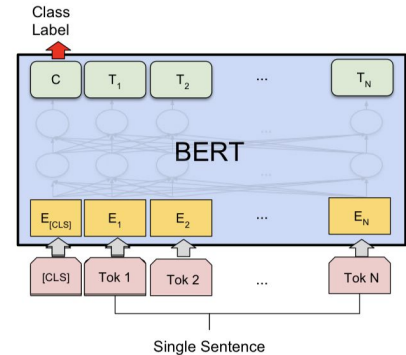 Class
Label
C T1 T2 ... TN
...
BERT
...
E[CLS] E1 E2 ... EN
[CLS] Tok 1 Tok 2 ... Tok N
Single Sentence